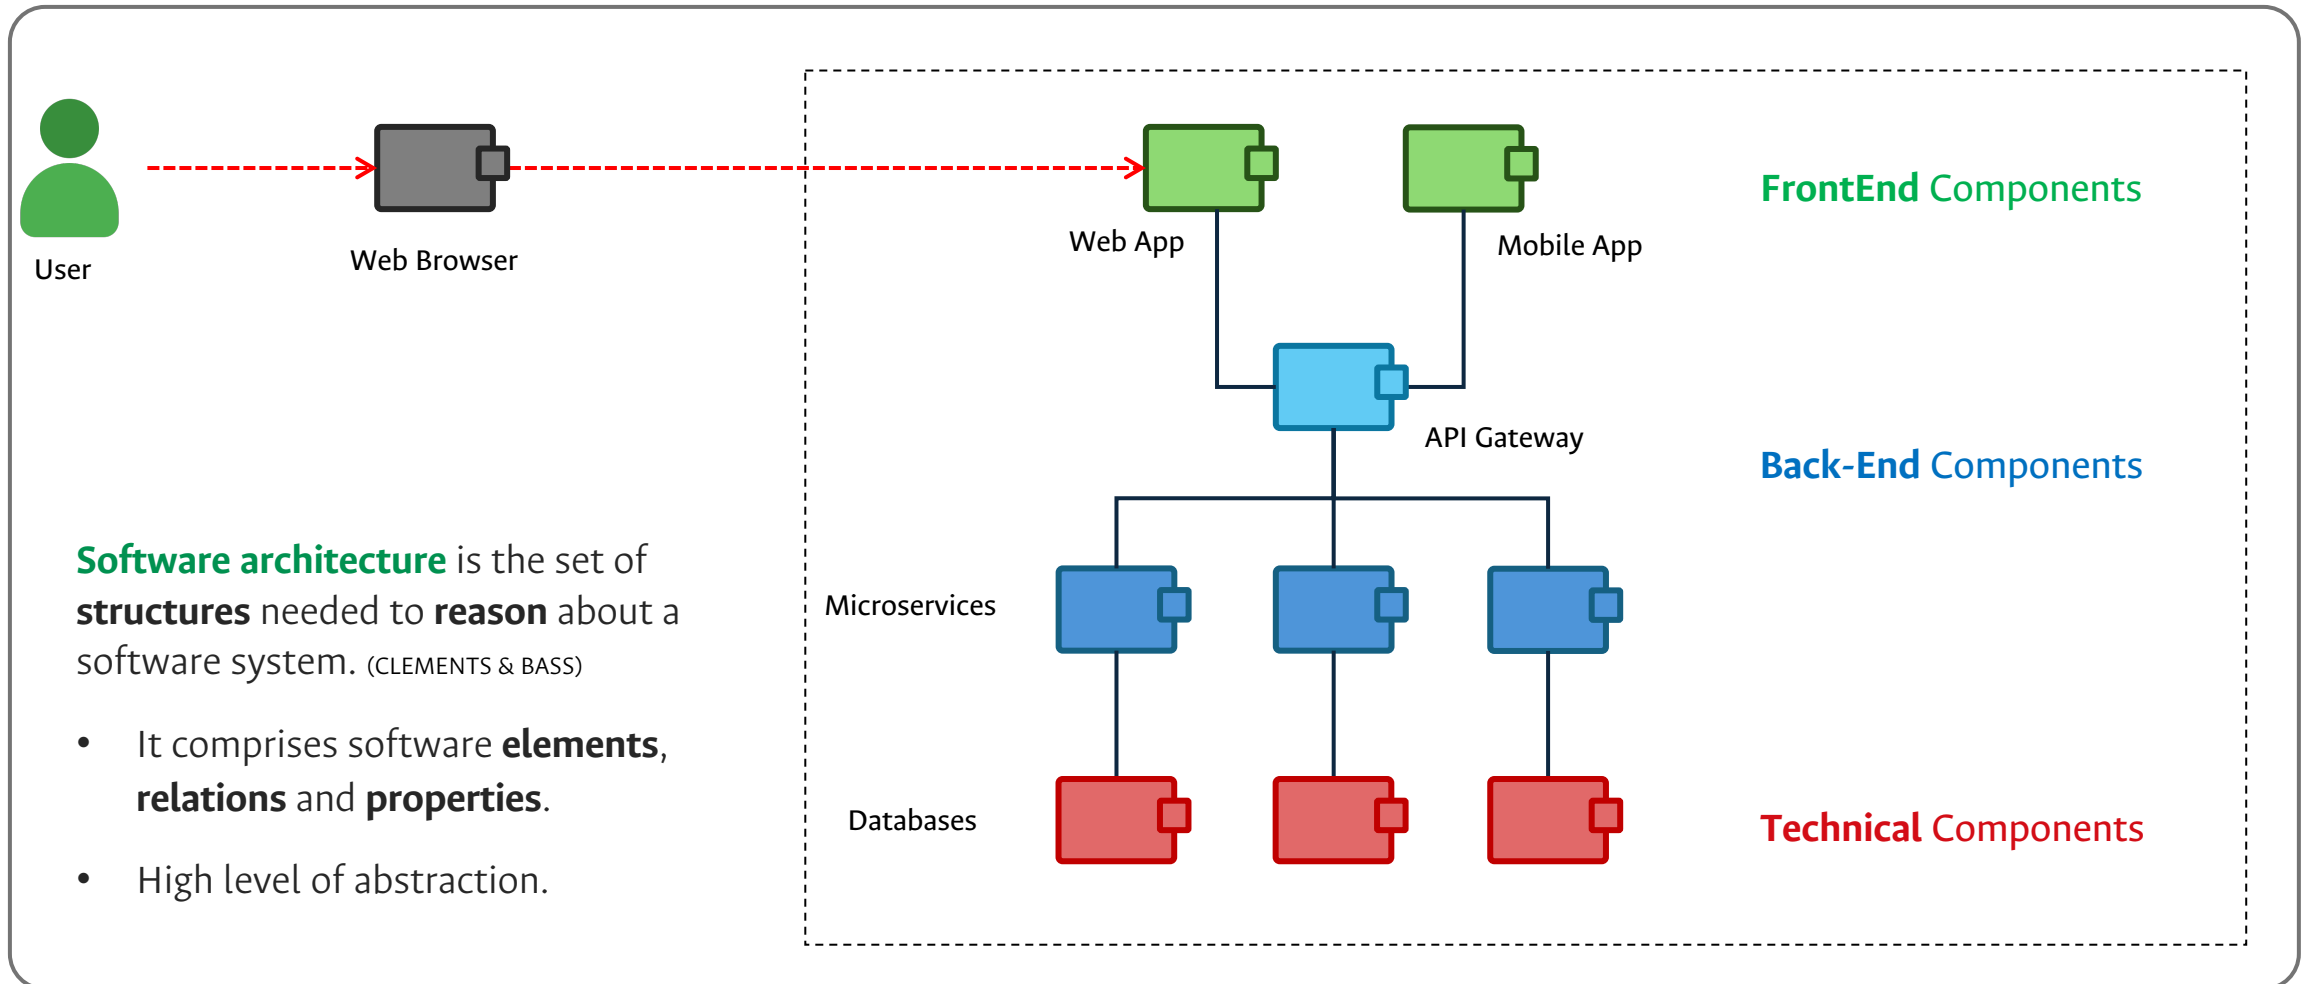 User
Web Browser
Web App
Mobile App
FrontEnd Components
API Gateway
Back-End Components
Software architecture is the set of
structures needed to reason about a
software system. (CLEMENTS & BASS)
• It comprises software elements,
relations and properties.
• High level of abstraction.
Microservices
Databases
Technical Components